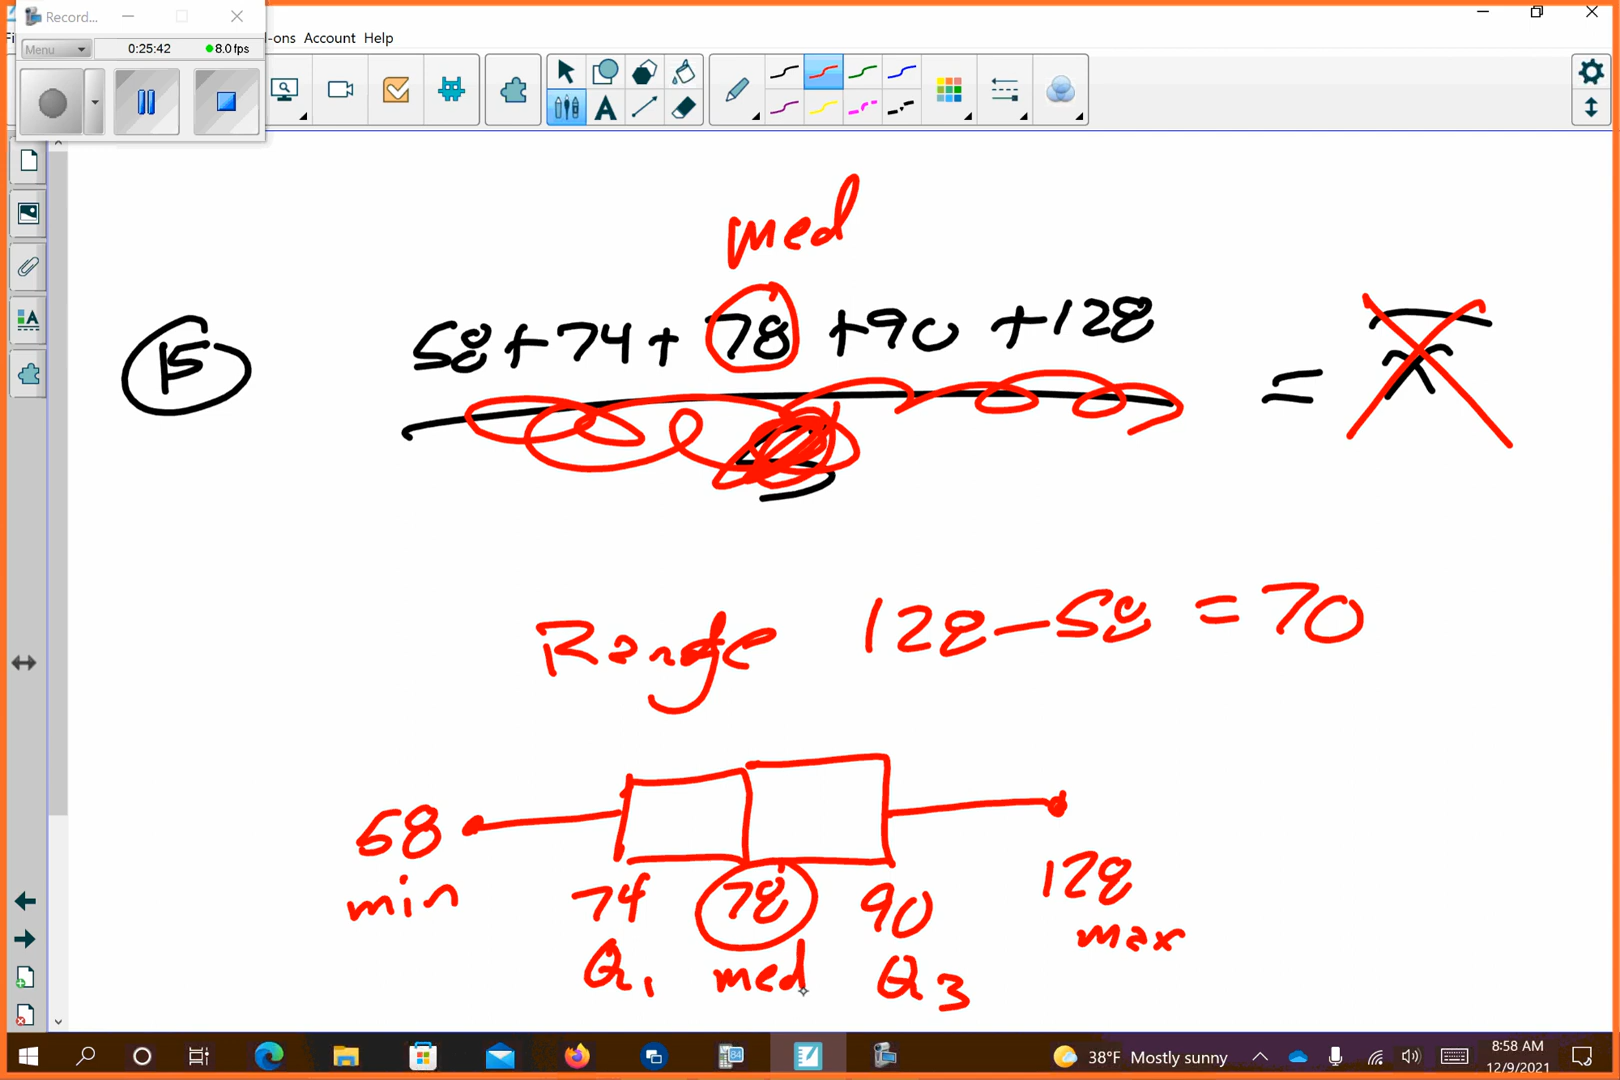 Record...
Menu 0:25:42 8.0 fps
-ons Account Help
med
15
58 + 74 + 78 + 90 + 128 = x̄
Range 128 - 58 = 70
58 74 78 90 128
min Q1 med Q3 max
38°F Mostly sunny
8:58 AM
12/9/2021